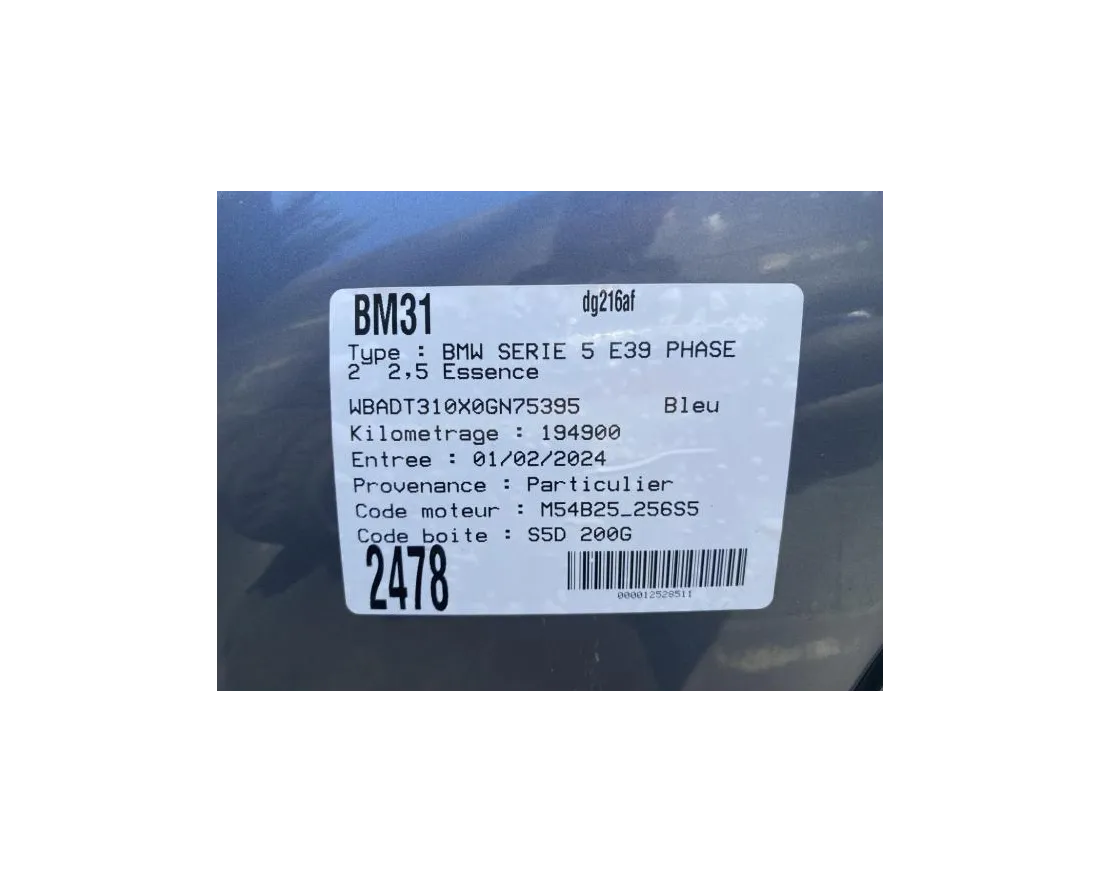 BM31 dg216af
Type : BMW SERIE 5 E39 PHASE
2 2,5 Essence
WBADT310X0GN75395 Bleu
Kilometrage : 194900
Entree : 01/02/2024
Provenance : Particulier
Code moteur : M54B25_256S5
Code boite : S5D 200G
2478
000012528511